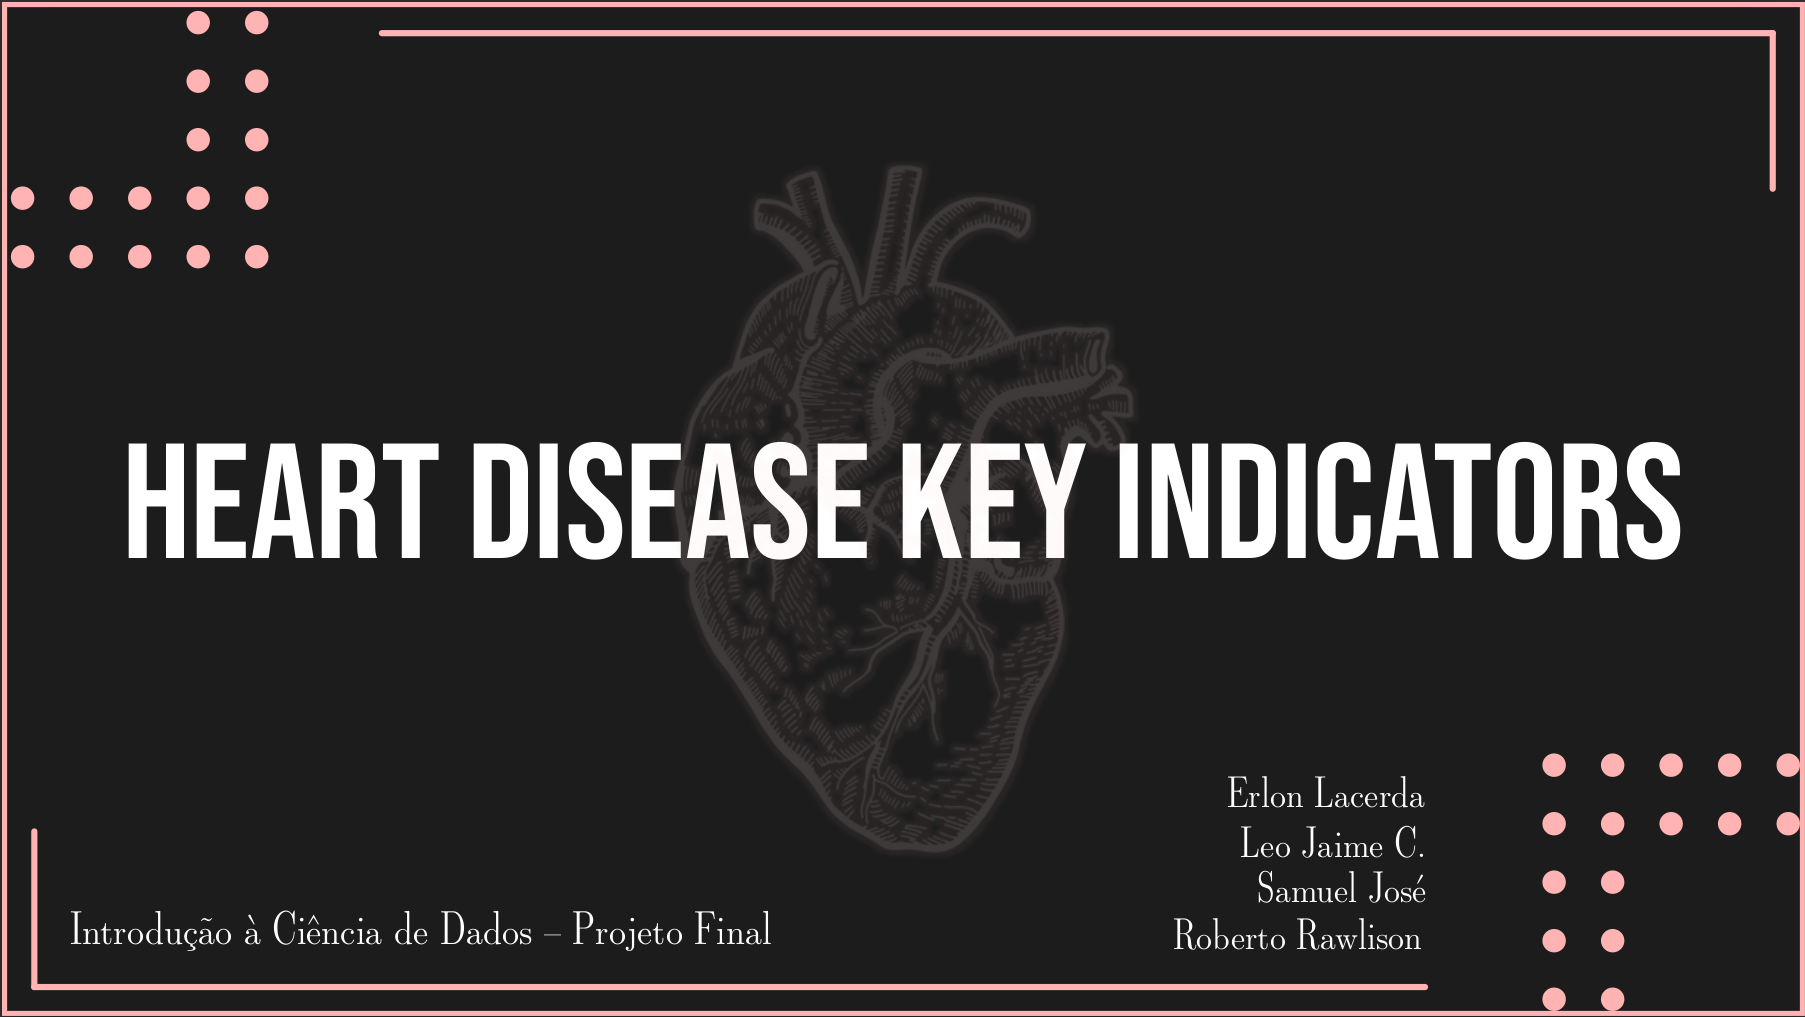 HEART DISEASE KEY INDICATORS
Erlon Lacerda
Leo Jaime C.
Samuel José
Roberto Rawlison
Introdução à Ciência de Dados – Projeto Final